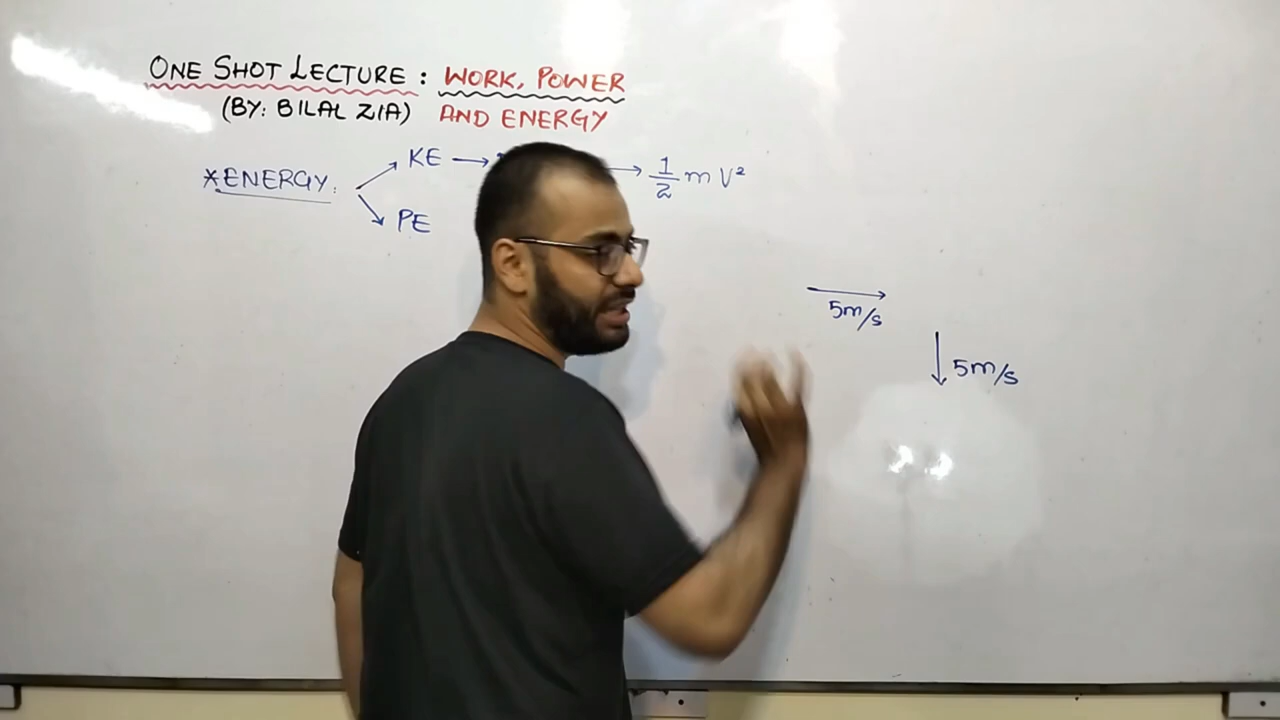 ONE SHOT LECTURE : WORK, POWER
(BY: BILAL ZIA) AND ENERGY
*ENERGY: KE → → 1/2 m V²
PE
5m/s
5m/s